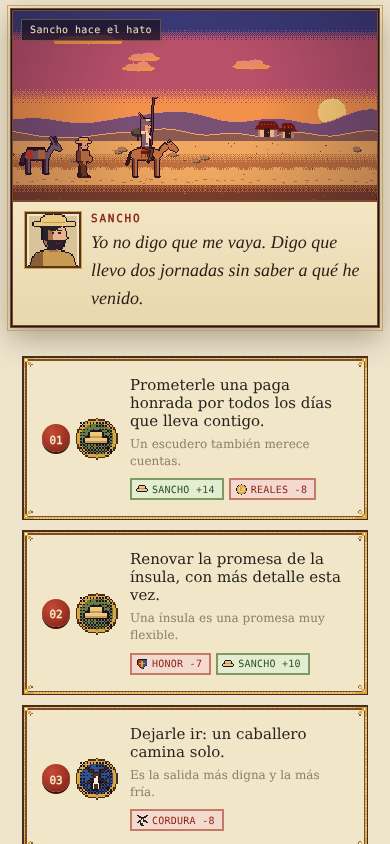 Sancho hace el hato
SANCHO
Yo no digo que me vaya. Digo que
llevo dos jornadas sin saber a qué he
venido.
01
Prometerle una paga
honrada por todos los días
que lleva contigo.
Un escudero también merece
cuentas.
SANCHO +14 REALES -8
02
Renovar la promesa de la
ínsula, con más detalle esta
vez.
Una ínsula es una promesa muy
flexible.
HONOR -7 SANCHO +10
03
Dejarle ir: un caballero
camina solo.
Es la salida más digna y la más
fría.
CORDURA -8